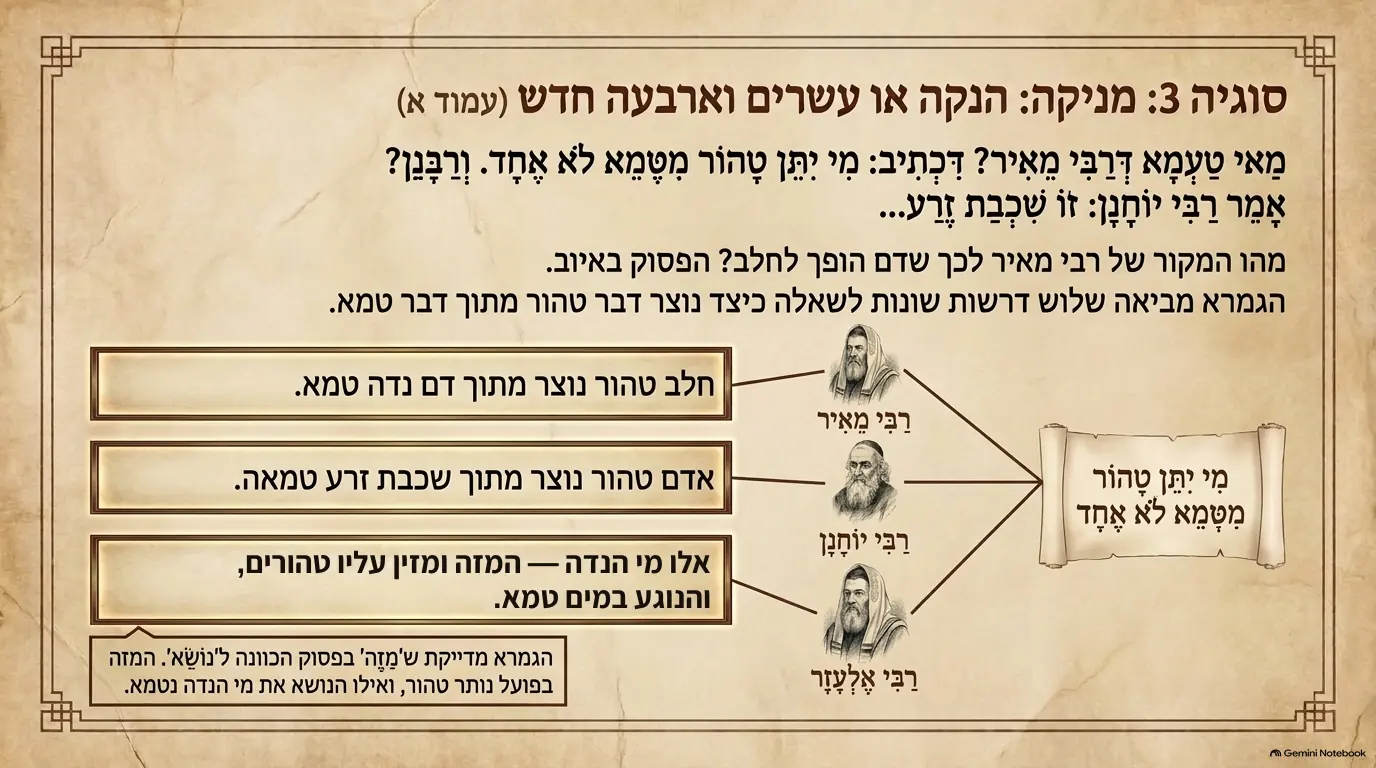 סוגיה 3: מניקה: הנקה או עשרים וארבעה חדש (עמוד א)
מַאי טַעְמָא דְּרַבִּי מֵאִיר? דִּכְתִיב: מִי יִתֵּן טָהוֹר מִטָּמֵא לֹא אֶחָד. וְרַבָּנַן?
אָמַר רַבִּי יוֹחָנָן: זוֹ שִׁכְבַת זֶרַע...
מהו המקור של רבי מאיר לכך שדם הופך לחלב? הפסוק באיוב.
הגמרא מביאה שלוש דרשות שונות לשאלה כיצד נוצר דבר טהור מתוך דבר טמא.
מִי יִתֵּן טָהוֹר
מִטָּמֵא לֹא אֶחָד
רַבִּי מֵאִיר
חלב טהור נוצר מתוך דם נדה טמא.
רַבִּי יוֹחָנָן
אדם טהור נוצר מתוך שכבת זרע טמאה.
רַבִּי אֶלְעָזָר
אלו מי הנדה — המזה ומזין עליו טהורים,
והנוגע במים טמא.
הגמרא מדייקת ש'מַזֶה' בפסוק הכוונה ל'נוֹשֵׂא'. המזה
בפועל נותר טהור, ואילו הנושא את מי הנדה נטמא.
Gemini Notebook